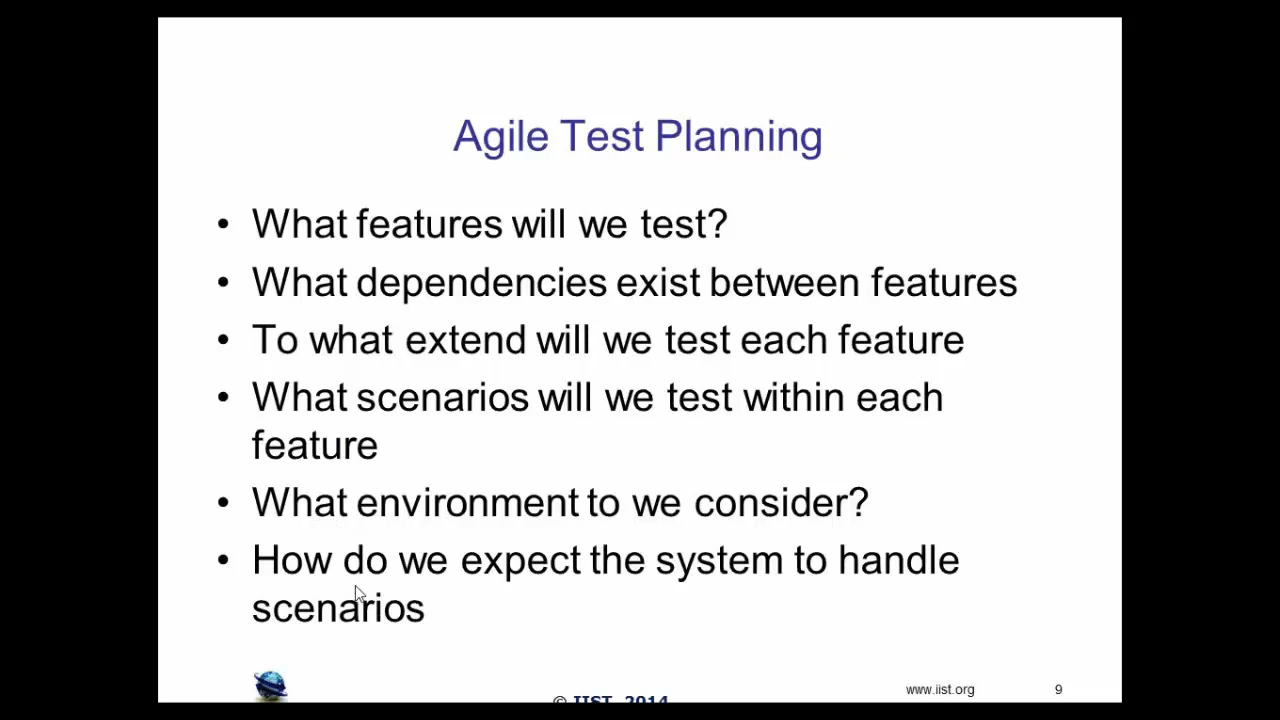 Agile Test Planning
• What features will we test?
• What dependencies exist between features
• To what extend will we test each feature
• What scenarios will we test within each
feature
• What environment to we consider?
• How do we expect the system to handle
scenarios
© IIST, 2014
www.iist.org
9